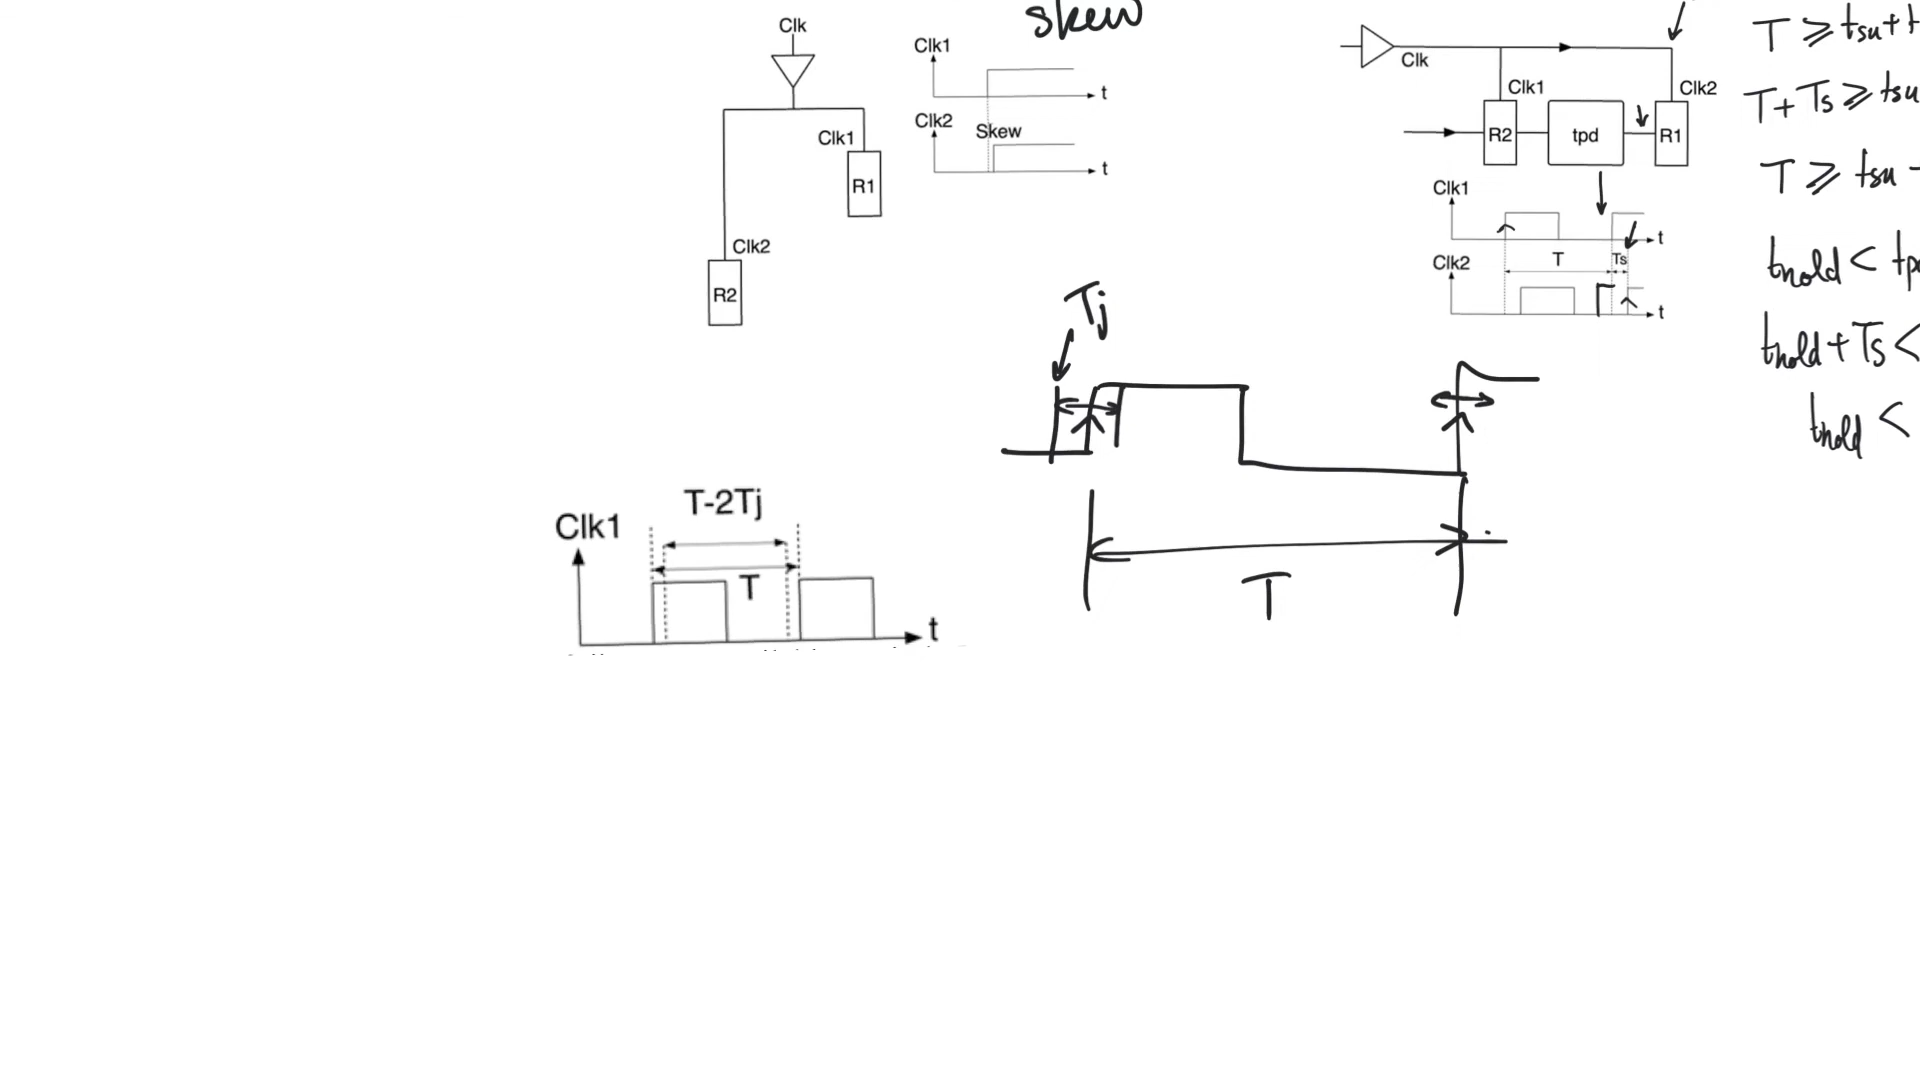 skew
Clk
Clk1
R1
Clk2
R2
Clk1
t
Clk2
Skew
t
Clk
Clk1
Clk2
R2
tpd
R1
Clk1
t
T
Ts
Clk2
t
T ⩾ tsu + t
T + Ts ⩾ tsu
T ⩾ tsu -
thold <
thold + Ts <
thold <
Tj
T
T-2Tj
Clk1
T
t